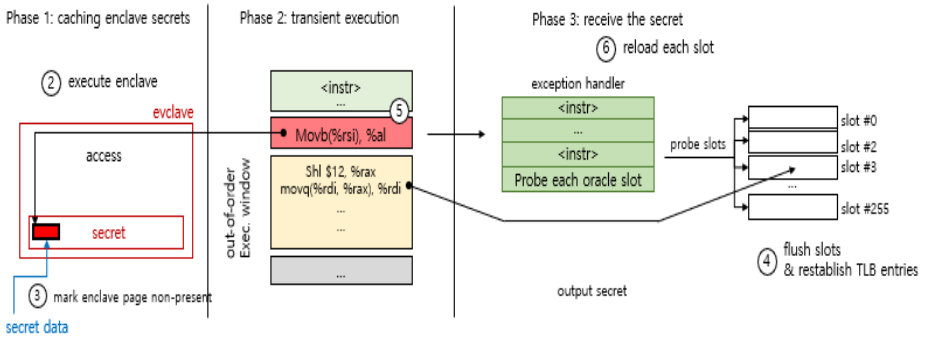 Phase 1: caching enclave secrets
② execute enclave
evclave
access
secret
③ mark enclave page non-present
secret data
Phase 2: transient execution
<instr>
...
⑤
Movb(%rsi), %al
Shl $12, %rax
movq(%rdi, %rax), %rdi
...
...
...
out-of-order
Exec. window
Phase 3: receive the secret
⑥ reload each slot
exception handler
<instr>
...
<instr>
Probe each oracle slot
probe slots
slot #0
slot #2
slot #3
...
slot #255
④ flush slots
& restablish TLB entries
output secret